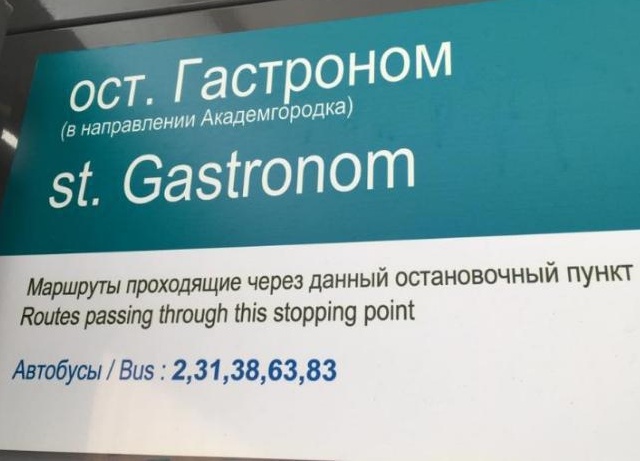 ост. Гастроном
(в направлении Академгородка)
st. Gastronom
Маршруты проходящие через данный остановочный пункт
Routes passing through this stopping point
Автобусы / Bus : 2,31,38,63,83